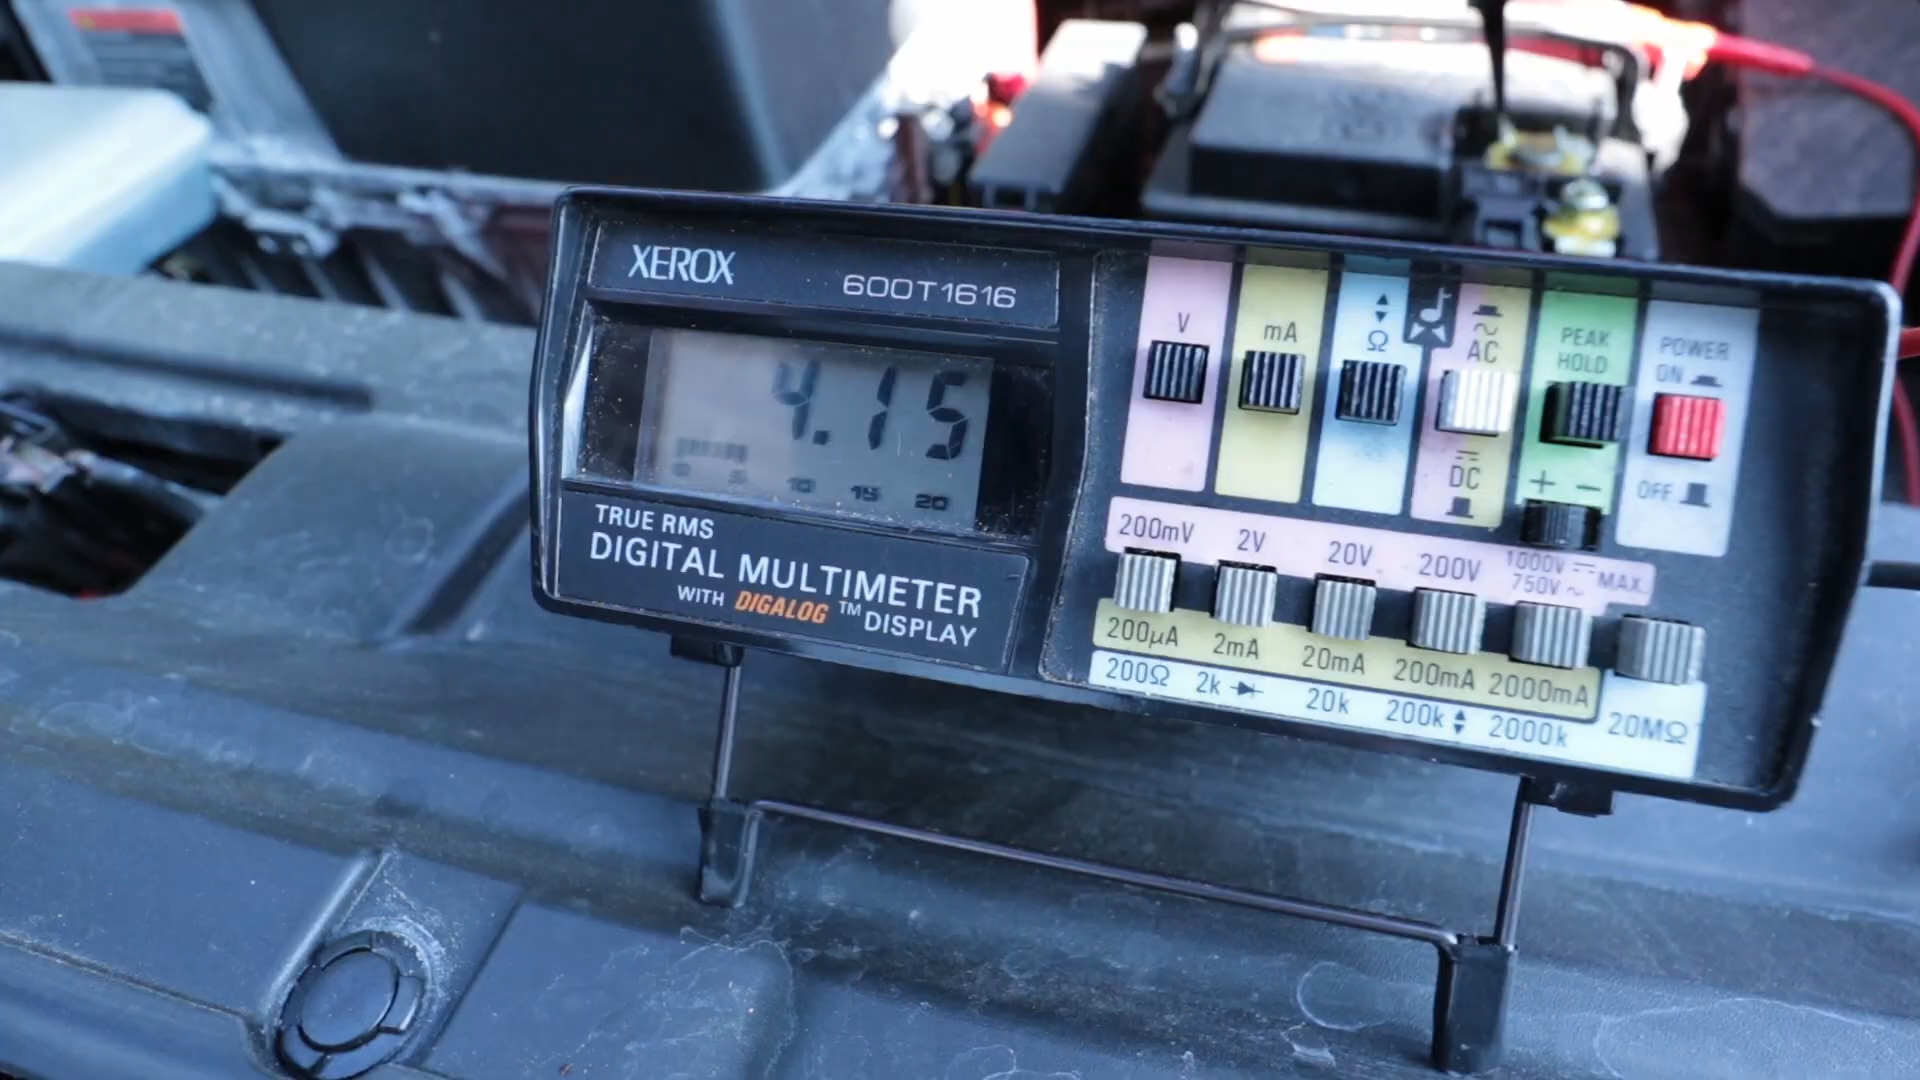 XEROX
600T1616
4.15
0 5 10 15 20
TRUE RMS
DIGITAL MULTIMETER
WITH DIGALOG™ DISPLAY
V
mA
Ω
AC
DC
PEAK
HOLD
+ −
POWER
ON
OFF
200mV 2V 20V 200V 1000V ⎓ MAX.
750V ~
200µA 2mA 20mA 200mA 2000mA
200Ω 2k 20k 200k 2000k 20MΩ